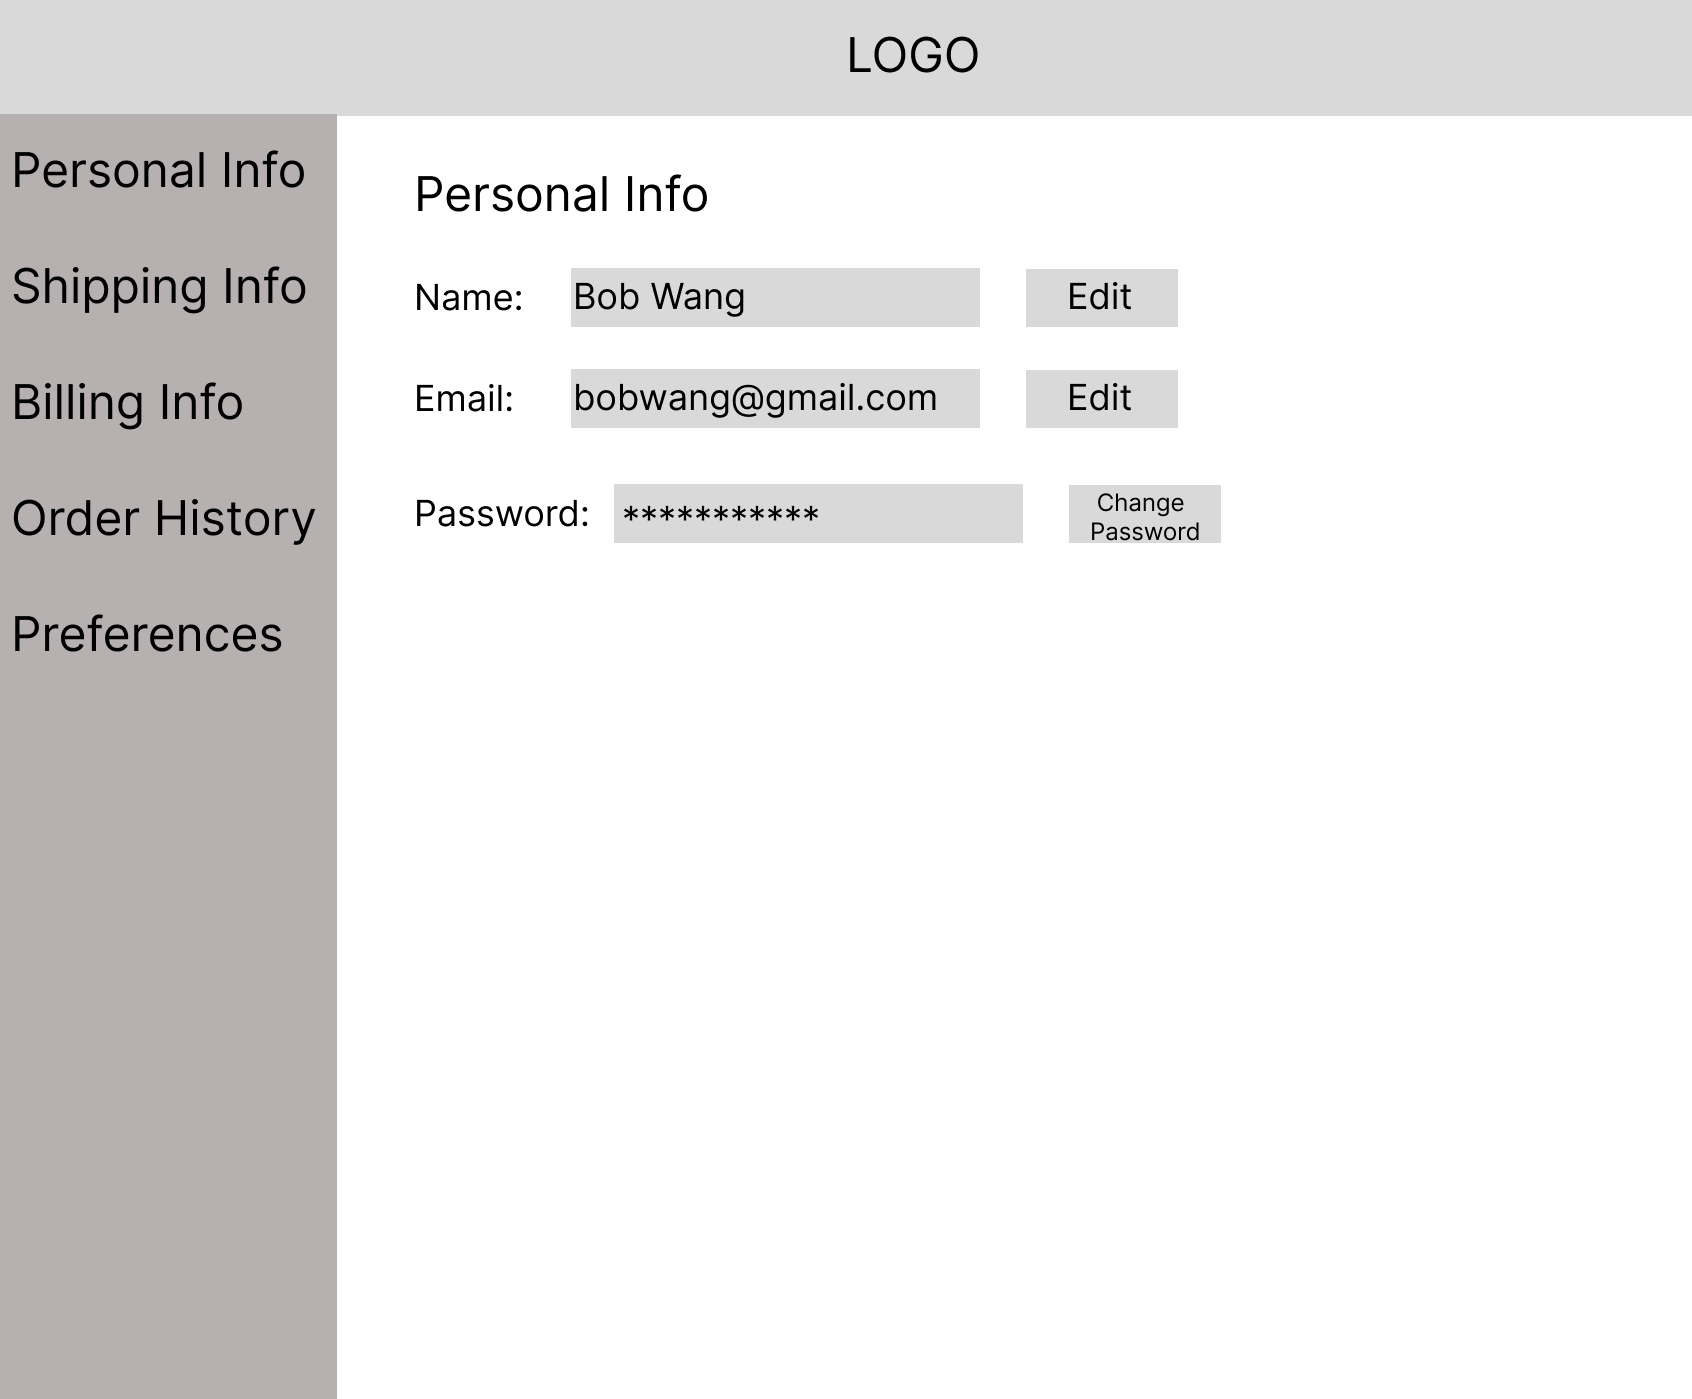 LOGO
Personal Info
Shipping Info
Billing Info
Order History
Preferences
Personal Info
Name: Bob Wang Edit
Email: bobwang@gmail.com Edit
Password: *********** Change
Password